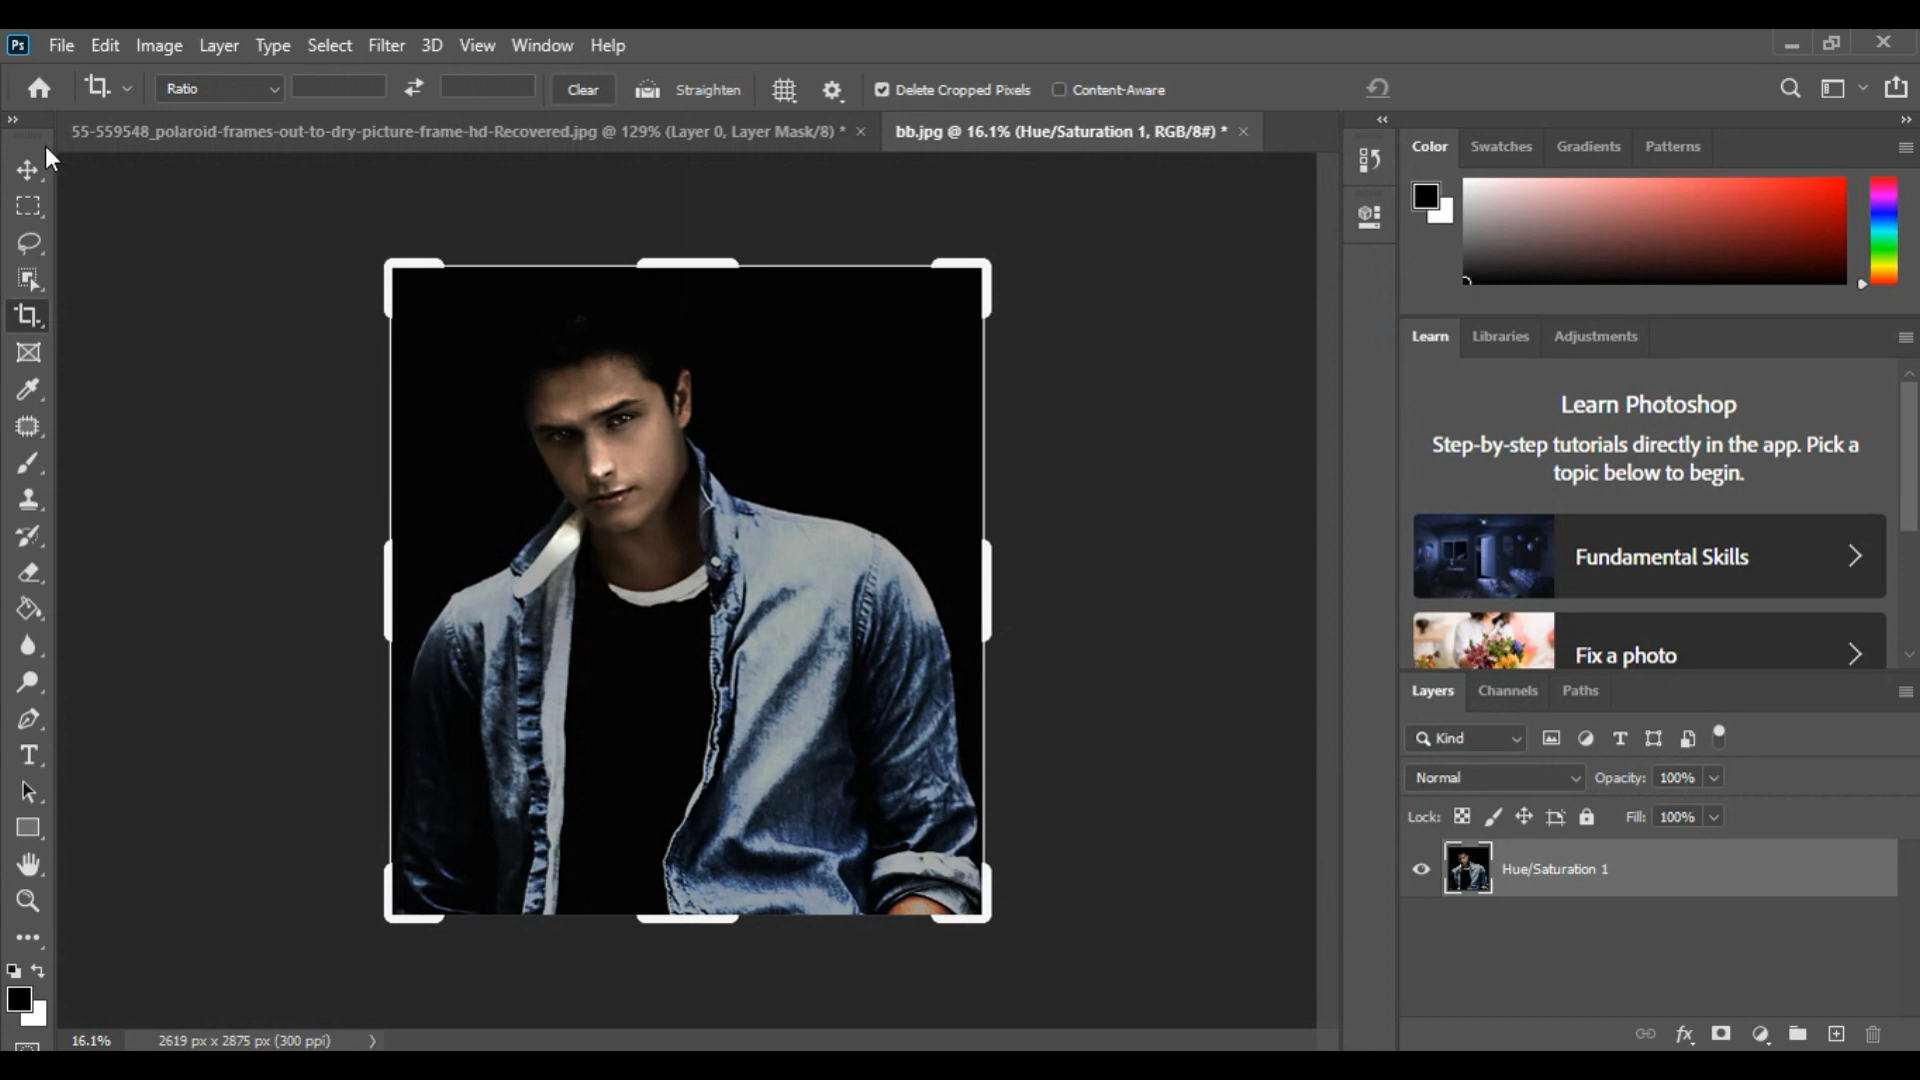 Ps File Edit Image Layer Type Select Filter 3D View Window Help
Ratio Clear Straighten Delete Cropped Pixels Content-Aware
55-559548_polaroid-frames-out-to-dry-picture-frame-hd-Recovered.jpg @ 129% (Layer 0, Layer Mask/8) * × bb.jpg @ 16.1% (Hue/Saturation 1, RGB/8#) * ×
Color Swatches Gradients Patterns
Learn Libraries Adjustments
Learn Photoshop
Step-by-step tutorials directly in the app. Pick a
topic below to begin.
Fundamental Skills
Fix a photo
Layers Channels Paths
Kind
Normal Opacity: 100%
Lock: Fill: 100%
Hue/Saturation 1
16.1% 2619 px x 2875 px (300 ppi)